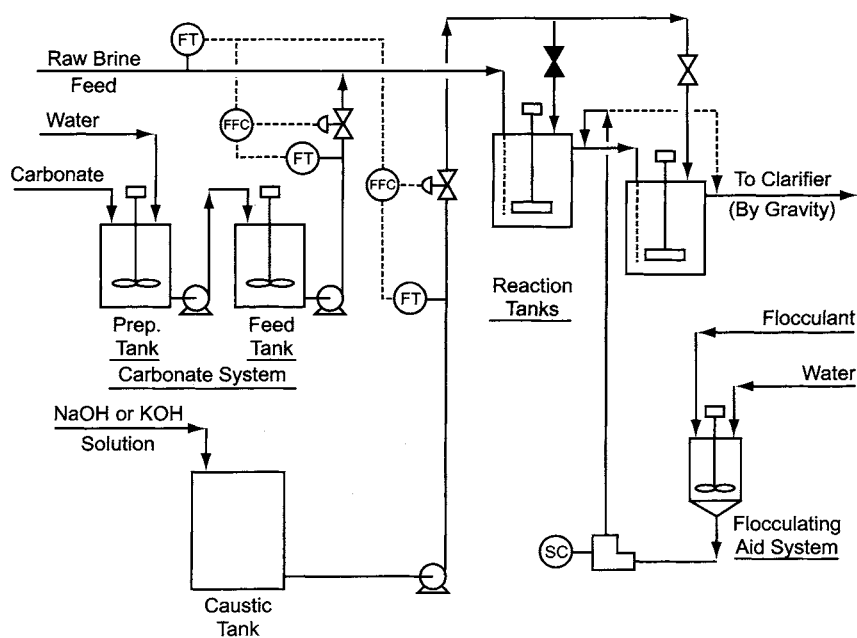 FT
Raw Brine
Feed
Water
FFC
FT
Carbonate
FFC
To Clarifier
(By Gravity)
FT
Reaction
Tanks
Prep.
Tank
Feed
Tank
Carbonate System
Flocculant
Water
NaOH or KOH
Solution
SC
Flocculating
Aid System
Caustic
Tank